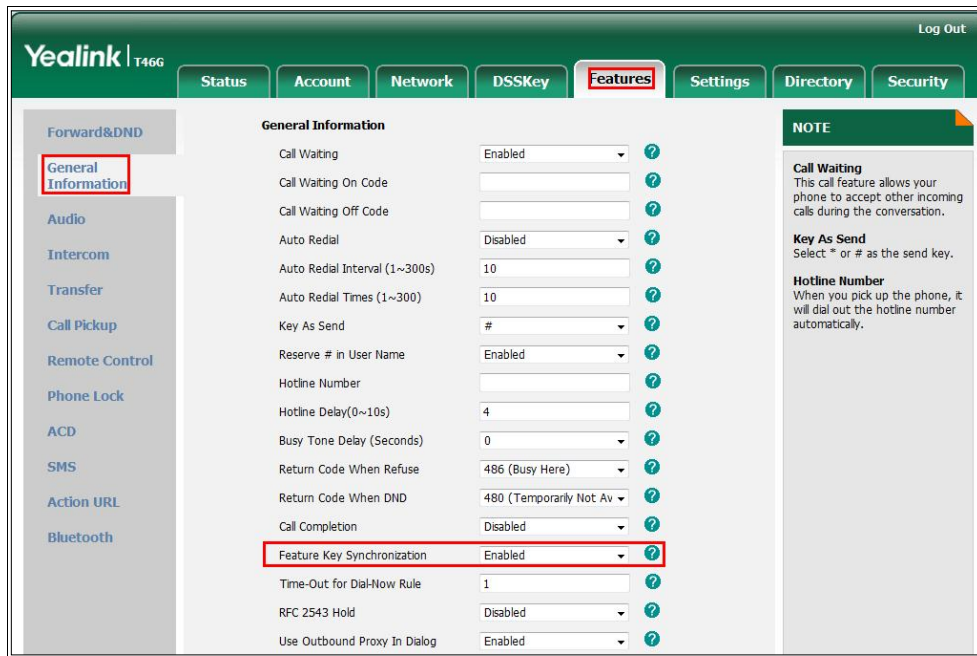 Log Out
Yealink | T46G
Status Account Network DSSKey Features Settings Directory Security
Forward&DND
General
Information
Audio
Intercom
Transfer
Call Pickup
Remote Control
Phone Lock
ACD
SMS
Action URL
Bluetooth
General Information
Call Waiting Enabled ?
Call Waiting On Code ?
Call Waiting Off Code ?
Auto Redial Disabled ?
Auto Redial Interval (1~300s) 10 ?
Auto Redial Times (1~300) 10 ?
Key As Send # ?
Reserve # in User Name Enabled ?
Hotline Number ?
Hotline Delay(0~10s) 4 ?
Busy Tone Delay (Seconds) 0 ?
Return Code When Refuse 486 (Busy Here) ?
Return Code When DND 480 (Temporarily Not Av ?
Call Completion Disabled ?
Feature Key Synchronization Enabled ?
Time-Out for Dial-Now Rule 1 ?
RFC 2543 Hold Disabled ?
Use Outbound Proxy In Dialog Enabled ?
NOTE
Call Waiting
This call feature allows your
phone to accept other incoming
calls during the conversation.
Key As Send
Select * or # as the send key.
Hotline Number
When you pick up the phone, it
will dial out the hotline number
automatically.